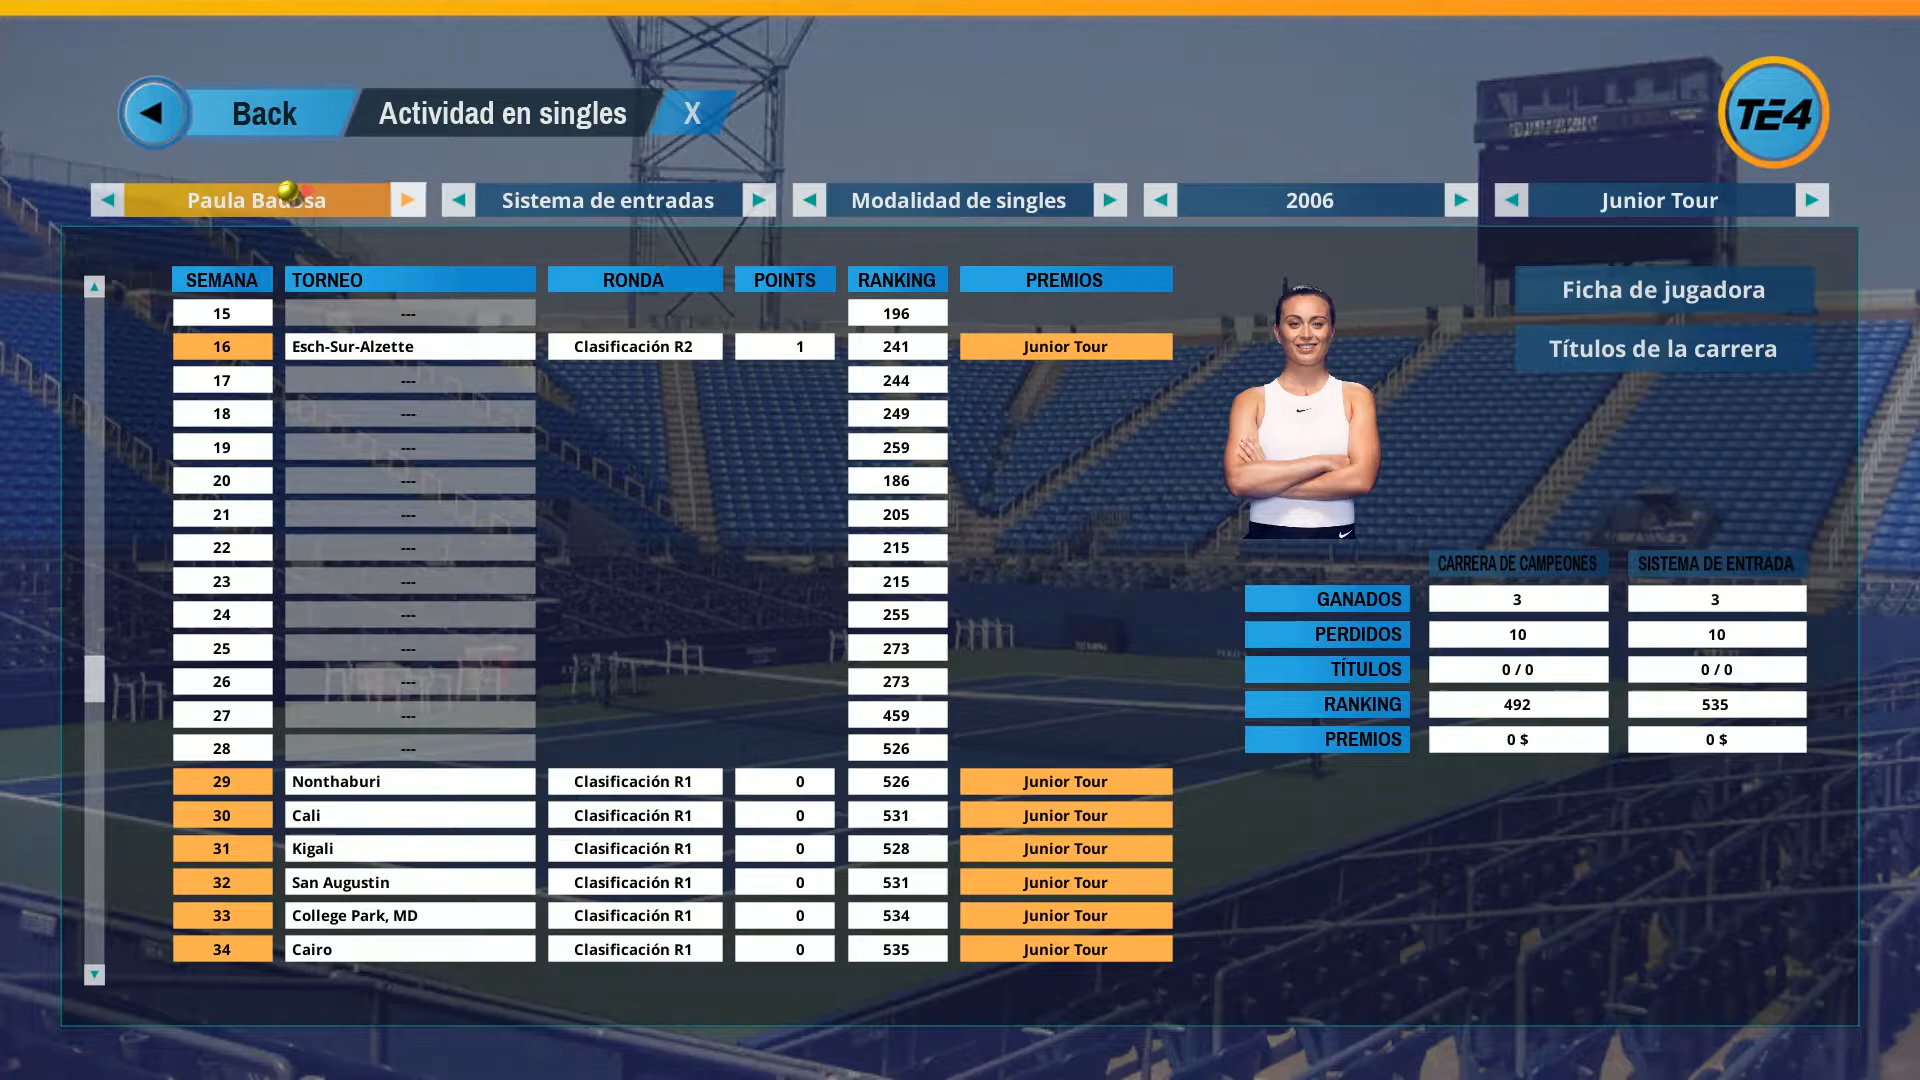 Back
Actividad en singles
X
TE4
Paula Badosa
Sistema de entradas
Modalidad de singles
2006
Junior Tour
SEMANA TORNEO RONDA POINTS RANKING PREMIOS
15 --- 196
16 Esch-Sur-Alzette Clasificación R2 1 241 Junior Tour
17 --- 244
18 --- 249
19 --- 259
20 --- 186
21 --- 205
22 --- 215
23 --- 215
24 --- 255
25 --- 273
26 --- 273
27 --- 459
28 --- 526
29 Nonthaburi Clasificación R1 0 526 Junior Tour
30 Cali Clasificación R1 0 531 Junior Tour
31 Kigali Clasificación R1 0 528 Junior Tour
32 San Augustin Clasificación R1 0 531 Junior Tour
33 College Park, MD Clasificación R1 0 534 Junior Tour
34 Cairo Clasificación R1 0 535 Junior Tour
Ficha de jugadora
Títulos de la carrera
CARRERA DE CAMPEONES SISTEMA DE ENTRADA
GANADOS 3 3
PERDIDOS 10 10
TÍTULOS 0 / 0 0 / 0
RANKING 492 535
PREMIOS 0 $ 0 $